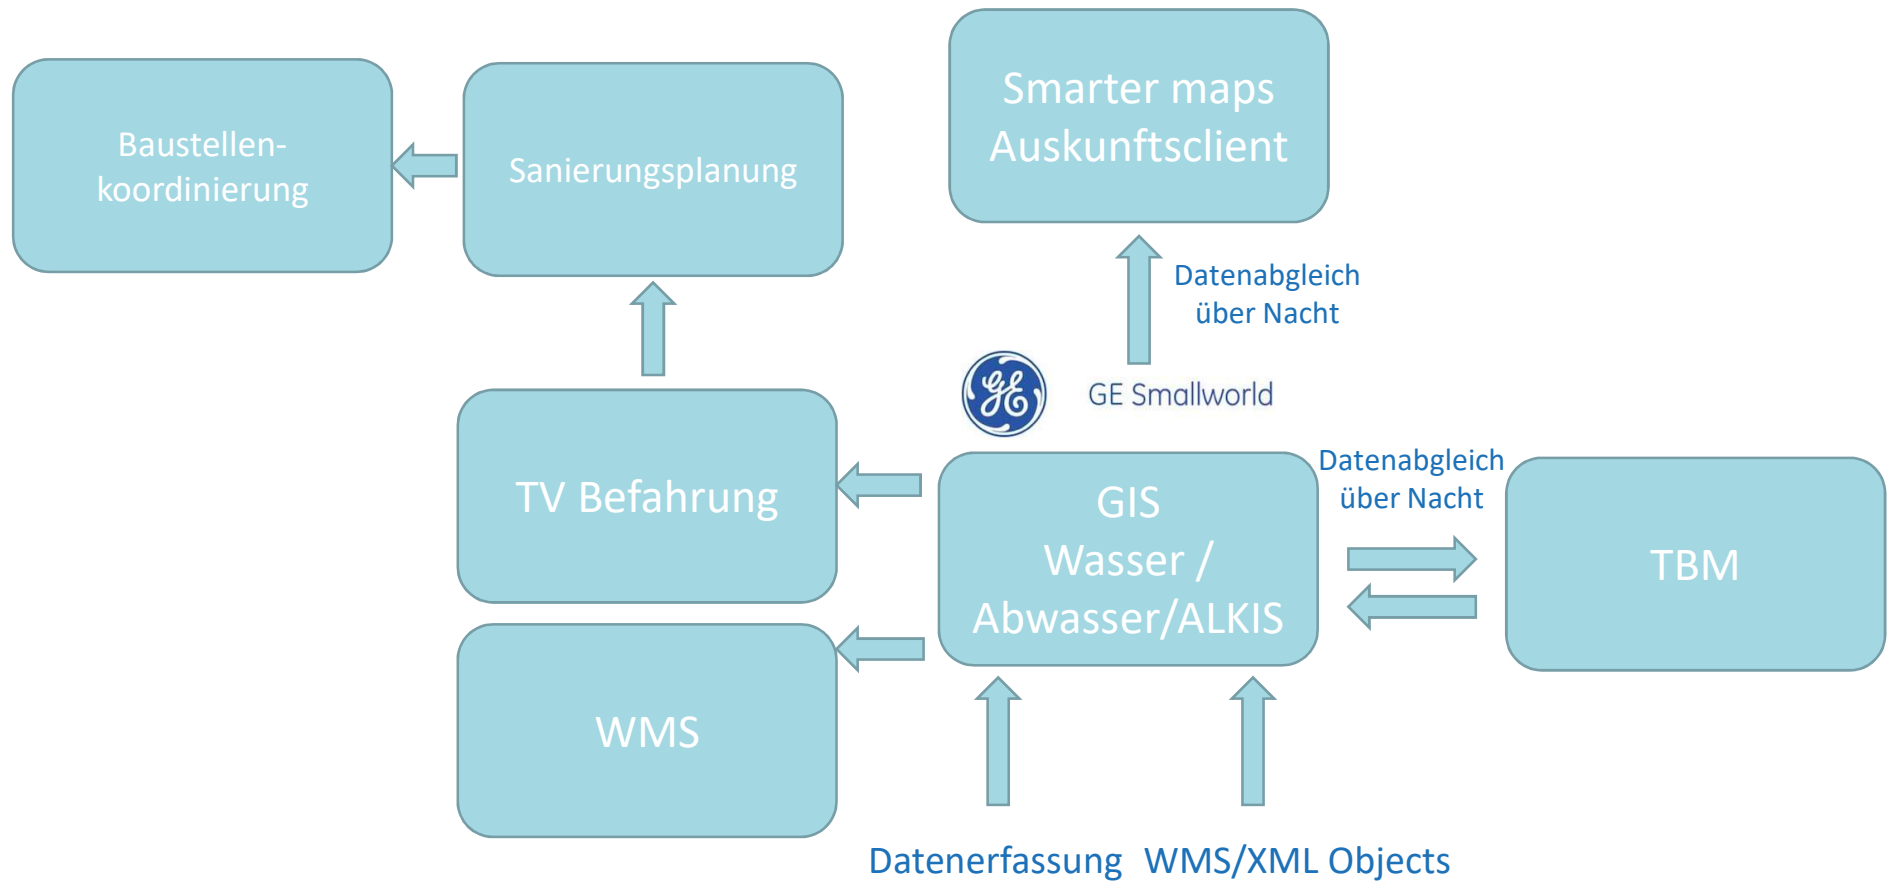 Baustellen-
koordinierung
Sanierungsplanung
Smarter maps
Auskunftsclient
Datenabgleich
über Nacht
GE
GE Smallworld
TV Befahrung
GIS
Wasser /
Abwasser/ALKIS
Datenabgleich
über Nacht
TBM
WMS
Datenerfassung
WMS/XML Objects